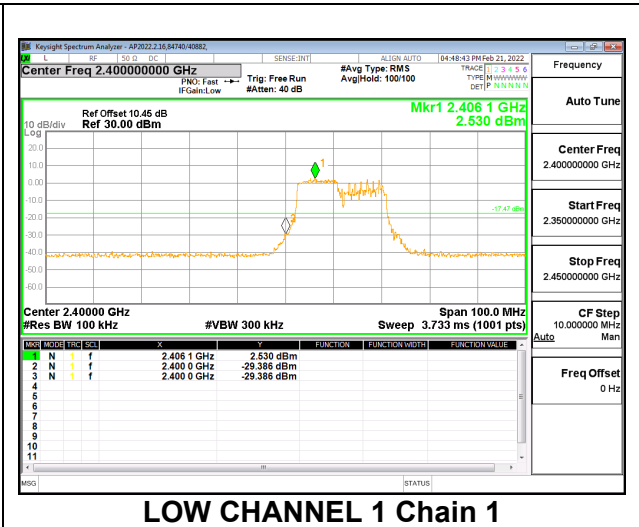 Keysight Spectrum Analyzer - AP2022.2.16,84740/40882,
L RF 50 Ω DC SENSE:INT ALIGN AUTO 04:48:43 PM Feb 21, 2022
Center Freq 2.400000000 GHz
PNO: Fast
IFGain:Low
Trig: Free Run
#Atten: 40 dB
#Avg Type: RMS
Avg|Hold: 100/100
TRACE 1 2 3 4 5 6
TYPE M WWWWW
DET P NNNNN
Ref Offset 10.45 dB
10 dB/div Ref 30.00 dBm
Log
Mkr1 2.406 1 GHz
2.530 dBm
20.0
10.0
0.00
-10.0
-20.0
-30.0
-40.0
-50.0
-60.0
1
-17.47 dBm
Center 2.40000 GHz Span 100.0 MHz
#Res BW 100 kHz #VBW 300 kHz Sweep 3.733 ms (1001 pts)
MKR MODE TRC SCL X Y FUNCTION FUNCTION WIDTH FUNCTION VALUE
1 N 1 f 2.406 1 GHz 2.530 dBm
2 N 1 f 2.400 0 GHz -29.386 dBm
3 N 1 f 2.400 0 GHz -29.386 dBm
4
5
6
7
8
9
10
11
MSG STATUS
Frequency
Auto Tune
Center Freq
2.400000000 GHz
Start Freq
2.350000000 GHz
Stop Freq
2.450000000 GHz
CF Step
10.000000 MHz
Auto Man
Freq Offset
0 Hz
LOW CHANNEL 1 Chain 1